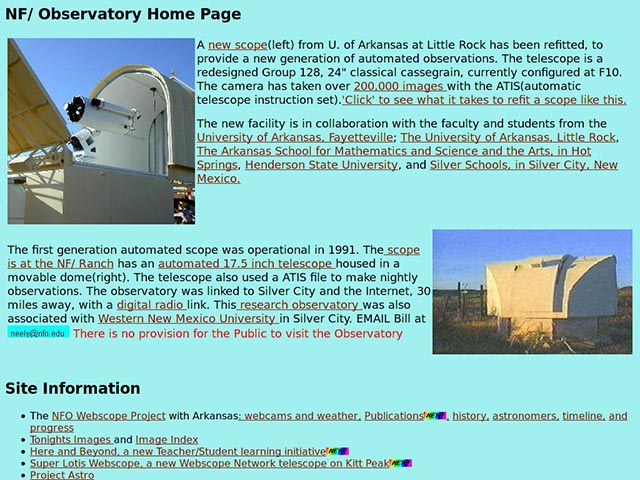 NF/ Observatory Home Page
A new scope(left) from U. of Arkansas at Little Rock has been refitted, to
provide a new generation of automated observations. The telescope is a
redesigned Group 128, 24" classical cassegrain, currently configured at F10.
The camera has taken over 200,000 images with the ATIS(automatic
telescope instruction set).'Click' to see what it takes to refit a scope like this.
The new facility is in collaboration with the faculty and students from the
University of Arkansas, Fayetteville; The University of Arkansas, Little Rock,
The Arkansas School for Mathematics and Science and the Arts, in Hot
Springs, Henderson State University, and Silver Schools, in Silver City, New
Mexico.
The first generation automated scope was operational in 1991. The scope
is at the NF/ Ranch has an automated 17.5 inch telescope housed in a
movable dome(right). The telescope also used a ATIS file to make nightly
observations. The observatory was linked to Silver City and the Internet, 30
miles away, with a digital radio link. This research observatory was also
associated with Western New Mexico University in Silver City. EMAIL Bill at
neely@nfo.edu There is no provision for the Public to visit the Observatory
Site Information
• The NFO Webscope Project with Arkansas: webcams and weather, Publications NEW!, history, astronomers, timeline, and
progress
• Tonights Images and Image Index
• Here and Beyond, a new Teacher/Student learning initiative NEW!
• Super Lotis Webscope, a new Webscope Network telescope on Kitt Peak NEW!
• Project Astro